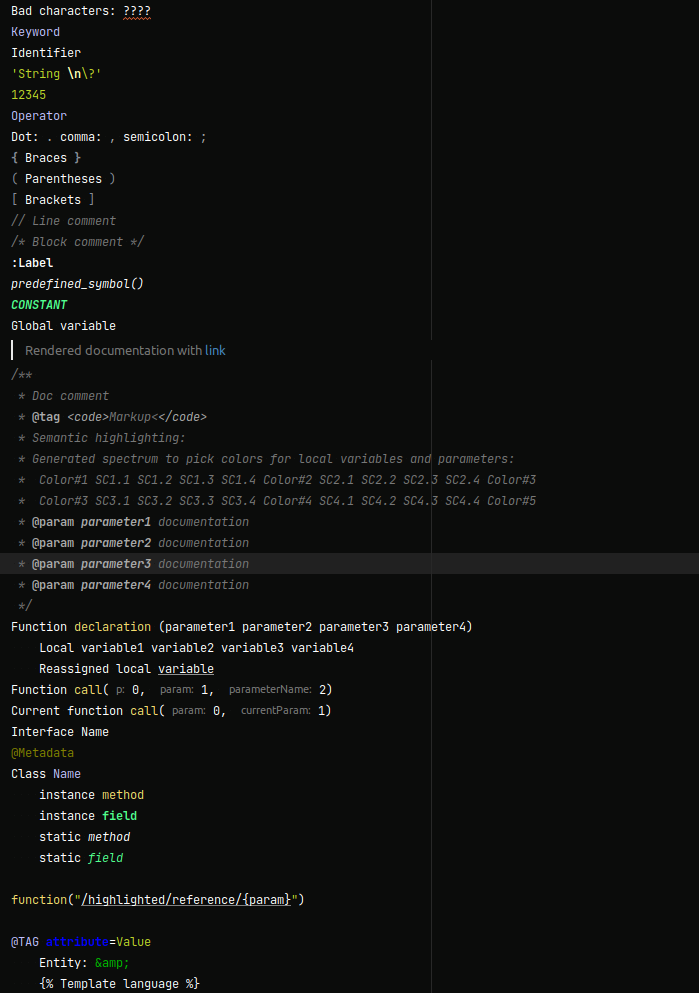 Bad characters: ????
Keyword
Identifier
'String \n\?'
12345
Operator
Dot: . comma: , semicolon: ;
{ Braces }
( Parentheses )
[ Brackets ]
// Line comment
/* Block comment */
:Label
predefined_symbol()
CONSTANT
Global variable
Rendered documentation with link
/**
 * Doc comment
 * @tag <code>Markup<</code>
 * Semantic highlighting:
 * Generated spectrum to pick colors for local variables and parameters:
 *  Color#1 SC1.1 SC1.2 SC1.3 SC1.4 Color#2 SC2.1 SC2.2 SC2.3 SC2.4 Color#3
 *  Color#3 SC3.1 SC3.2 SC3.3 SC3.4 Color#4 SC4.1 SC4.2 SC4.3 SC4.4 Color#5
 * @param parameter1 documentation
 * @param parameter2 documentation
 * @param parameter3 documentation
 * @param parameter4 documentation
 */
Function declaration (parameter1 parameter2 parameter3 parameter4)
    Local variable1 variable2 variable3 variable4
    Reassigned local variable
Function call( p: 0, param: 1, parameterName: 2)
Current function call( param: 0, currentParam: 1)
Interface Name
@Metadata
Class Name
    instance method
    instance field
    static method
    static field
function("/highlighted/reference/{param}")
@TAG attribute=Value
    Entity: &amp;
    {% Template language %}